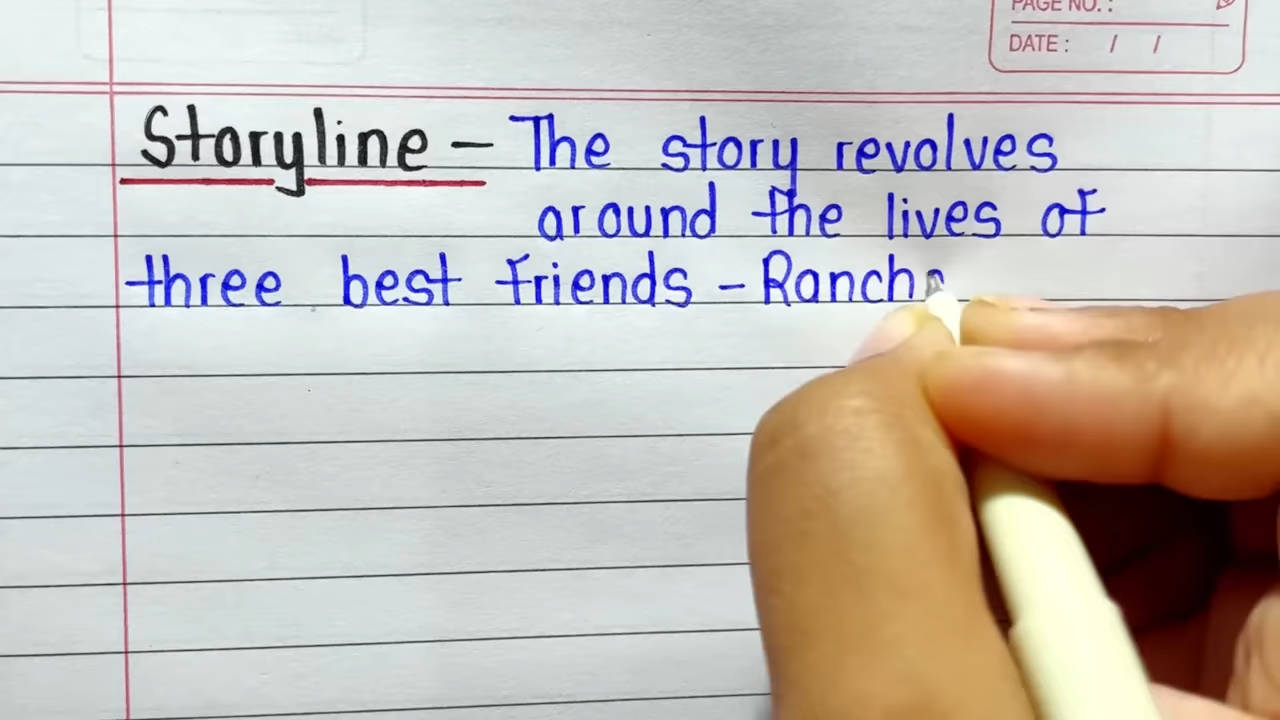 PAGE NO. :
DATE : / /
Storyline - The story revolves
around the lives of
three best friends - Ranch